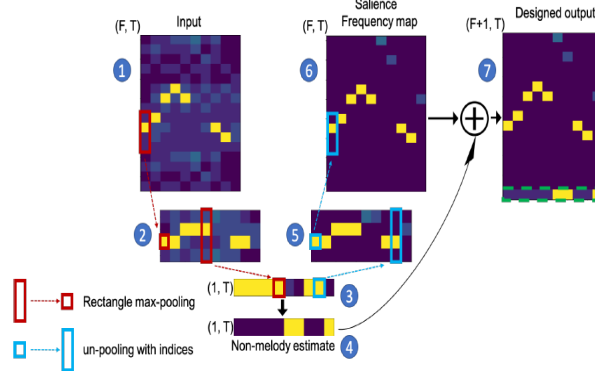 Input
Salience
Frequency map
Designed output
(F, T)
(F, T)
(F+1, T)
1
6
7
2
5
(1, T)
3
(1, T)
4
Non-melody estimate
Rectangle max-pooling
un-pooling with indices